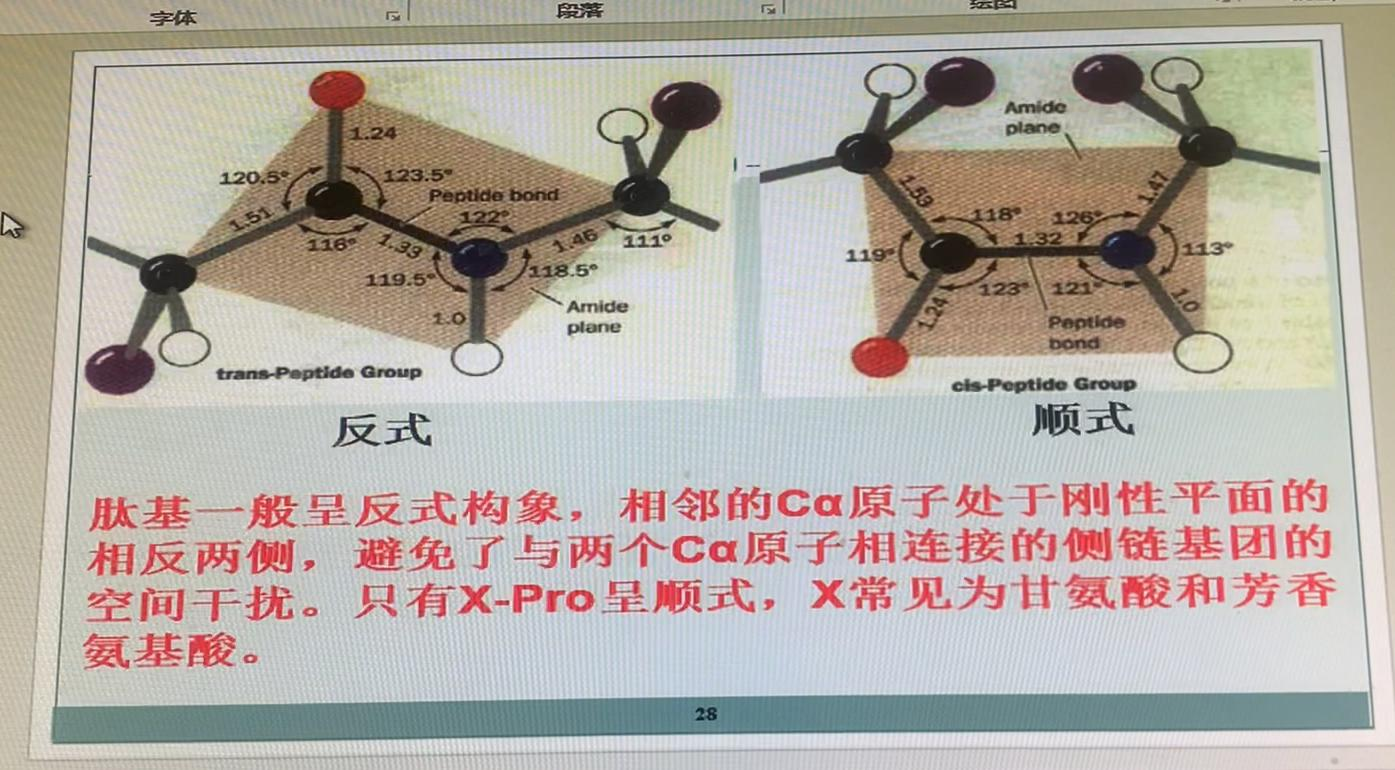 字体
段落
绘图
1.24
120.5°
123.5°
Peptide bond
1.51
116°
1.33
122°
1.46
111°
119.5°
118.5°
1.0
Amide
plane
trans-Peptide Group
反式
Amide
plane
1.53
1.47
118°
126°
1.32
119°
113°
123°
121°
1.24
1.0
Peptide
bond
cis-Peptide Group
顺式
肽基一般呈反式构象，相邻的Cα原子处于刚性平面的
相反两侧，避免了与两个Cα原子相连接的侧链基团的
空间干扰。只有X-Pro呈顺式，X常见为甘氨酸和芳香
氨基酸。
28